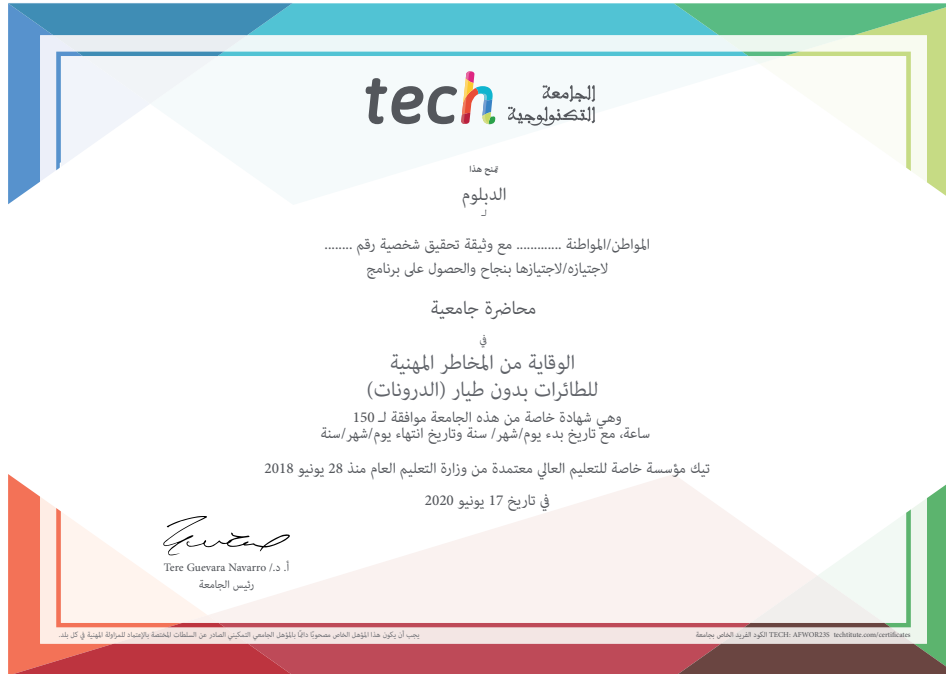 tech الجامعة
التكنولوجية
تمنح هذا
الدبلوم
لـ
المواطن/المواطنة ............. مع وثيقة تحقيق شخصية رقم ........
لاجتيازه/لاجتيازها بنجاح والحصول على برنامج
محاضرة جامعية
في
الوقاية من المخاطر المهنية
للطائرات بدون طيار (الدرونات)
وهي شهادة خاصة من هذه الجامعة موافقة لـ 150
ساعة، مع تاريخ بدء يوم/شهر/ سنة وتاريخ انتهاء يوم/شهر/سنة
تيك مؤسسة خاصة للتعليم العالي معتمدة من وزارة التعليم العام منذ 28 يونيو 2018
في تاريخ 17 يونيو 2020
أ. د./ Tere Guevara Navarro
رئيس الجامعة
الكود الفريد الخاص بجامعة TECH: AFWOR23S techtitute.com/certificates
يجب أن يكون هذا المؤهل الخاص مصحوبًا دائمًا بالمؤهل الجامعي التمكيني الصادر عن السلطات المختصة بالإعتماد للمزاولة المهنية في كل بلد.